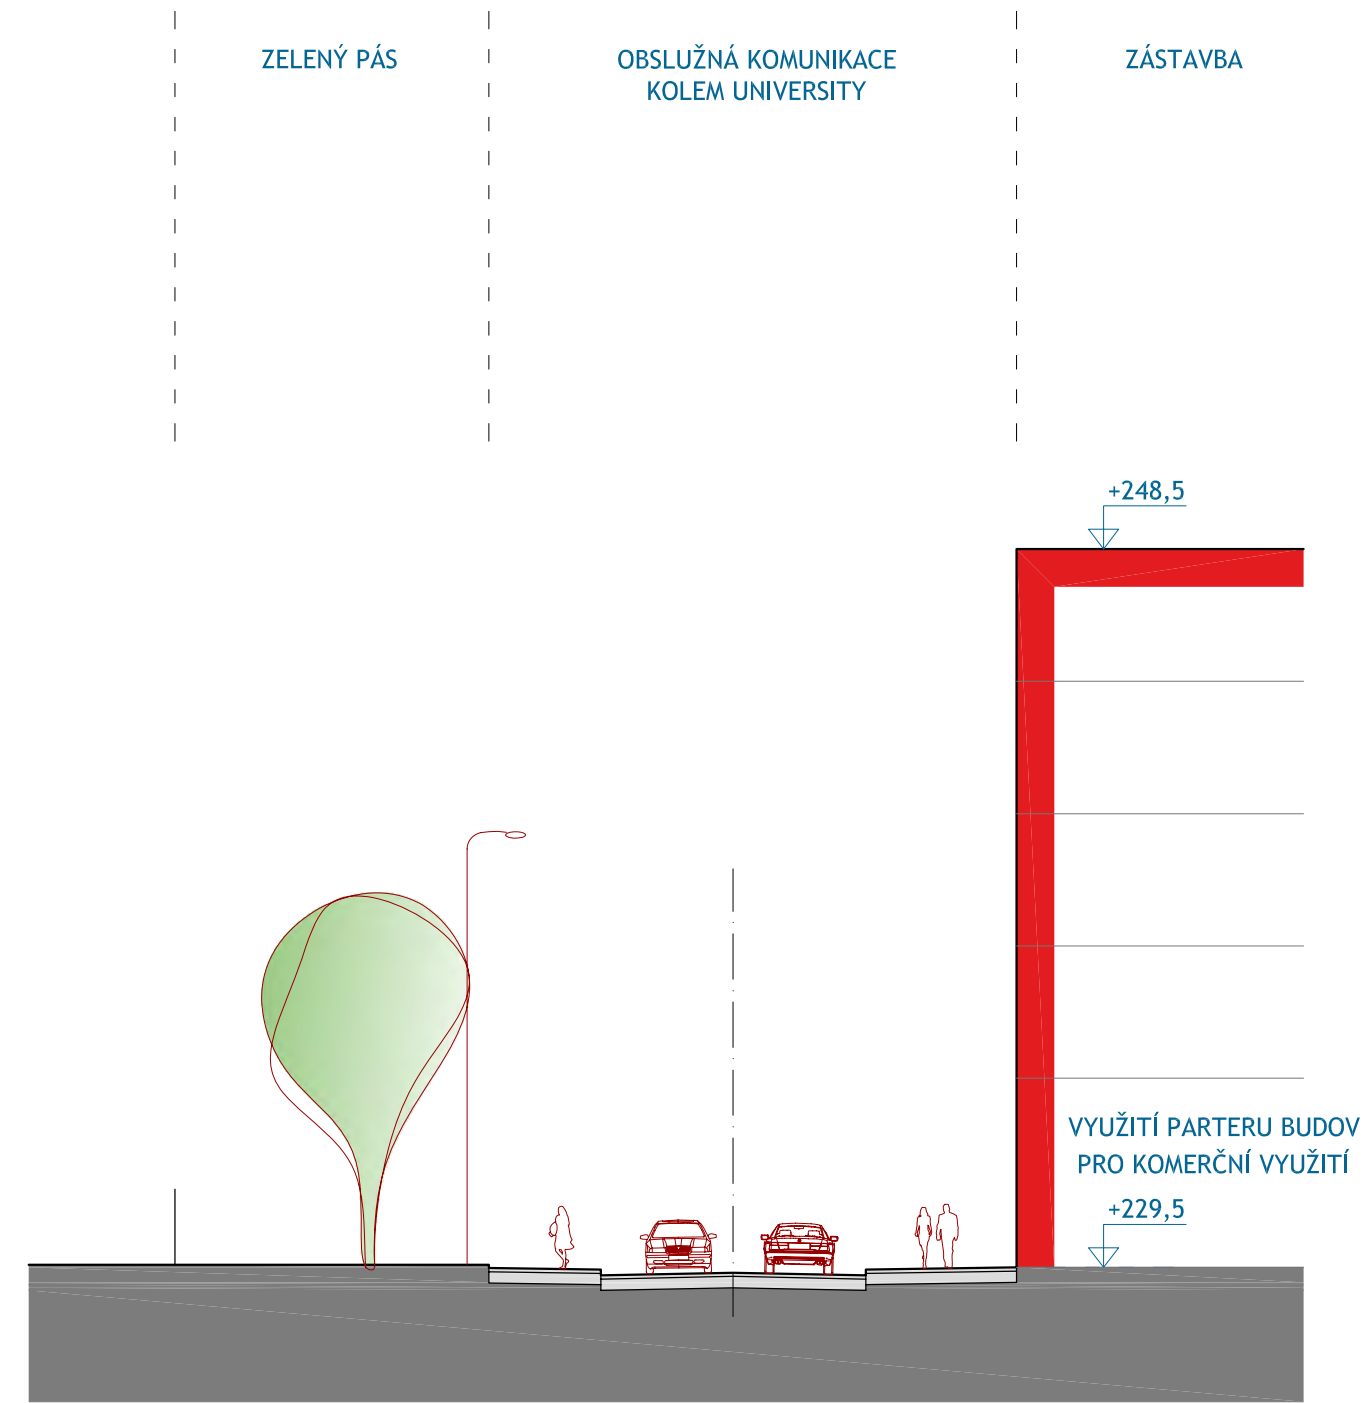 ZELENÝ PÁS
OBSLUŽNÁ KOMUNIKACE
KOLEM UNIVERSITY
ZÁSTAVBA
+248,5
VYUŽITÍ PARTERU BUDOV
PRO KOMERČNÍ VYUŽITÍ
+229,5